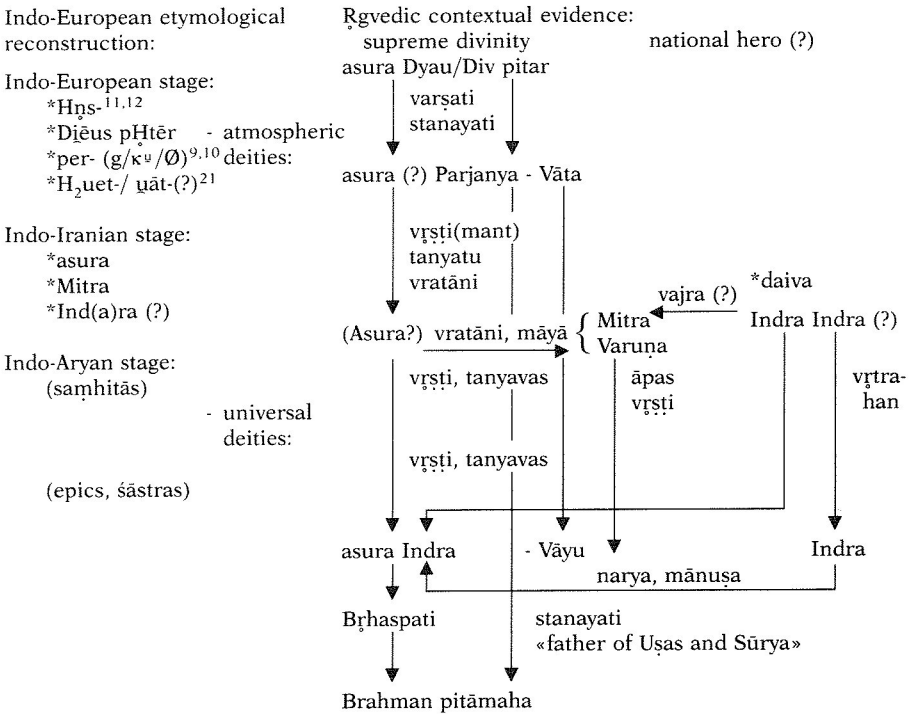 Indo-European etymological
reconstruction:
Indo-European stage:
*Hn̥s-¹¹,¹²
*Di̯ēus pH̥tēr - atmospheric
*per- (g/κᶙ/Ø)⁹,¹⁰ deities:
*H₂uet-/ u̯āt-(?)²¹
Indo-Iranian stage:
*asura
*Mitra
*Ind(a)ra (?)
Indo-Aryan stage:
(saṃhitās)
- universal
deities:
(epics, śāstras)
R̥gvedic contextual evidence:
supreme divinity national hero (?)
asura Dyau/Div pitar
varṣati
stanayati
asura (?) Parjanya - Vāta
vr̥ṣṭi(mant)
tanyatu
vratāni
vajra (?) *daiva
(Asura?) vratāni, māyā { Mitra Indra Indra (?)
Varuṇa
vr̥ṣṭi, tanyavas āpas vr̥tra-
vr̥ṣṭi han
vr̥ṣṭi, tanyavas
asura Indra - Vāyu Indra
narya, mānuṣa
Br̥haspati stanayati
«father of Uṣas and Sūrya»
Brahman pitāmaha